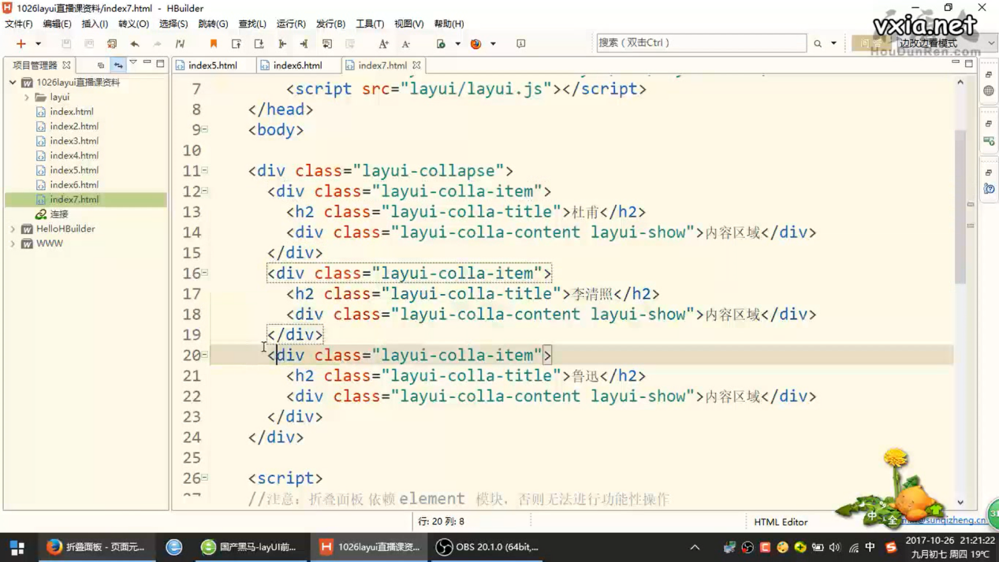 1026layui直播课资料/index7.html - HBuilder
文件(F) 编辑(E) 插入(I) 转义(O) 选择(S) 跳转(G) 查找(L) 运行(R) 发行(B) 工具(T) 视图(V) 帮助(H)
vxia.net
搜索（双击Ctrl）
边改边看模式
HouDunRen.com
项目管理器
index5.html
index6.html
index7.html
1026layui直播课资料
layui
index.html
index2.html
index3.html
index4.html
index5.html
index6.html
index7.html
连接
HelloHBuilder
WWW
7 <script src="layui/layui.js"></script>
8 </head>
9 <body>
10
11 <div class="layui-collapse">
12 <div class="layui-colla-item">
13 <h2 class="layui-colla-title">杜甫</h2>
14 <div class="layui-colla-content layui-show">内容区域</div>
15 </div>
16 <div class="layui-colla-item">
17 <h2 class="layui-colla-title">李清照</h2>
18 <div class="layui-colla-content layui-show">内容区域</div>
19 </div>
20 <div class="layui-colla-item">
21 <h2 class="layui-colla-title">鲁迅</h2>
22 <div class="layui-colla-content layui-show">内容区域</div>
23 </div>
24 </div>
25
26 <script>
27 //注意：折叠面板 依赖 element 模块，否则无法进行功能性操作
行: 20 列: 8
HTML Editor
中
全
sunqizheng.cn
31
折叠面板 - 页面元...
国产黑马-layUI前...
1026layui直播课资...
OBS 20.1.0 (64bit,...
中
2017-10-26 21:21:22
九月初七 周四 19℃